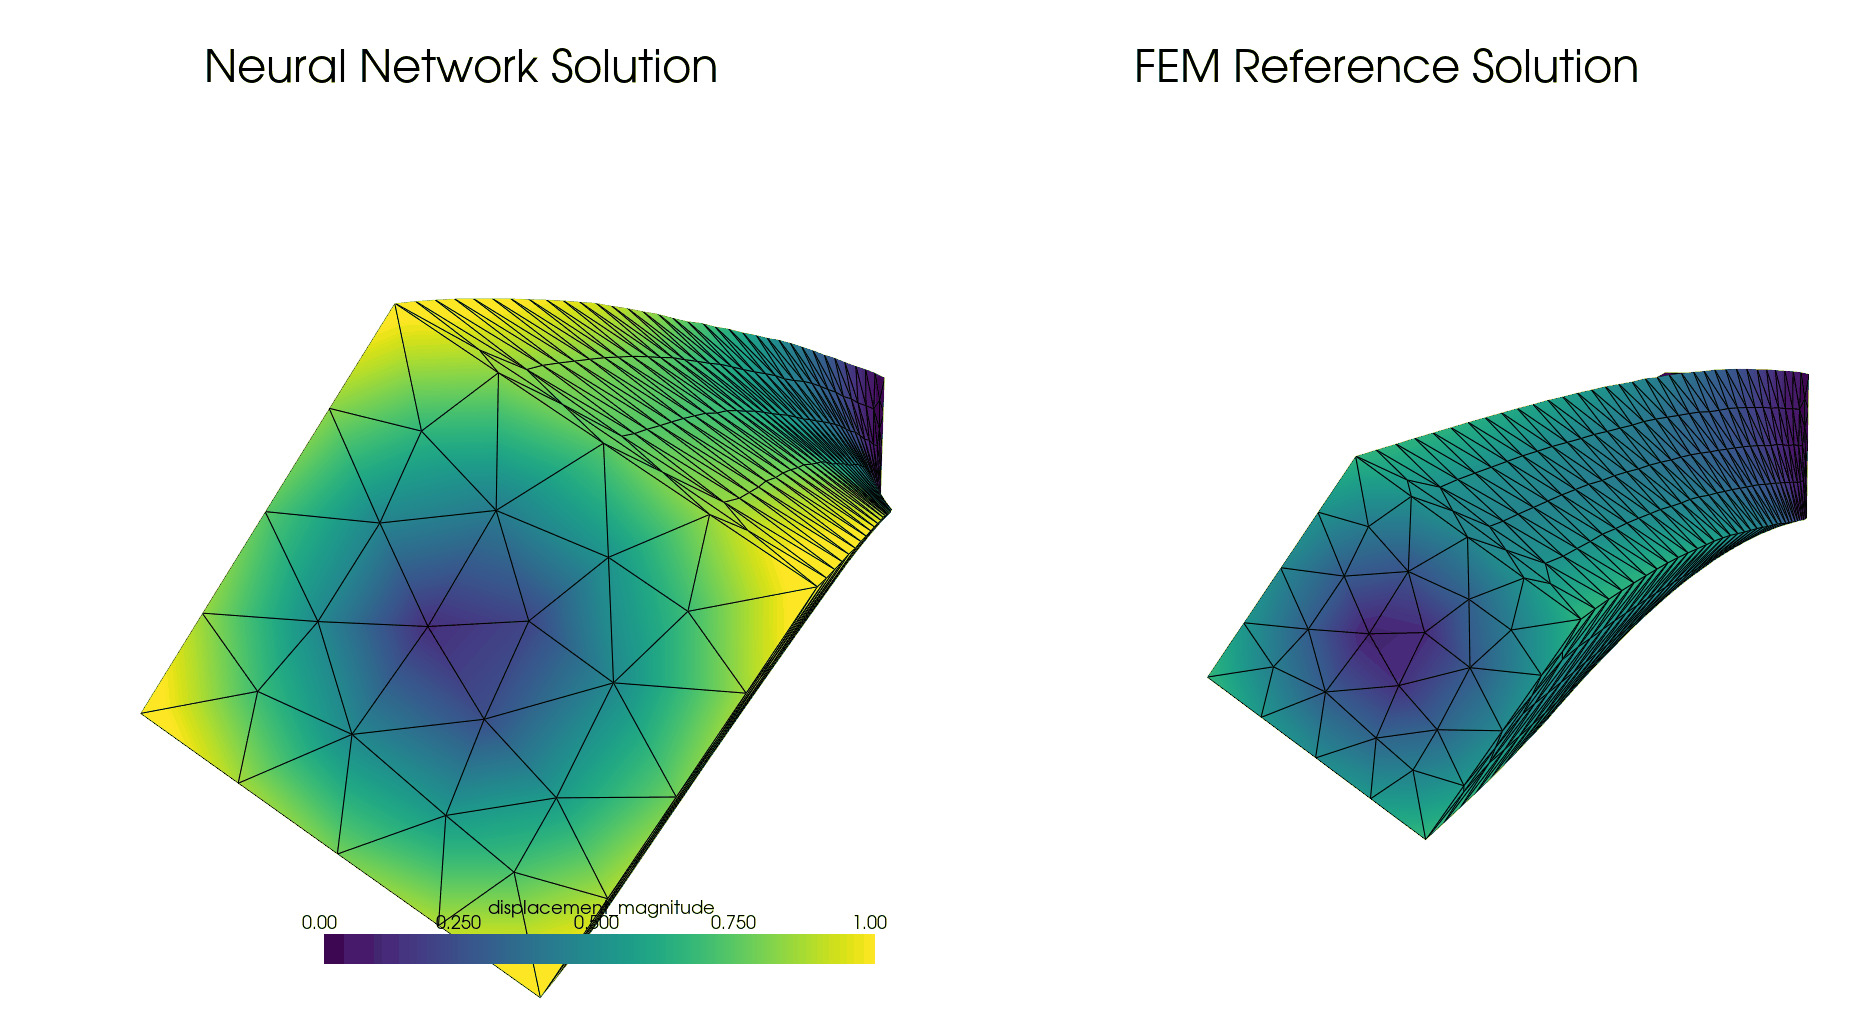 Neural Network Solution
FEM Reference Solution
displacement_magnitude
0.00 0.250 0.500 0.750 1.00